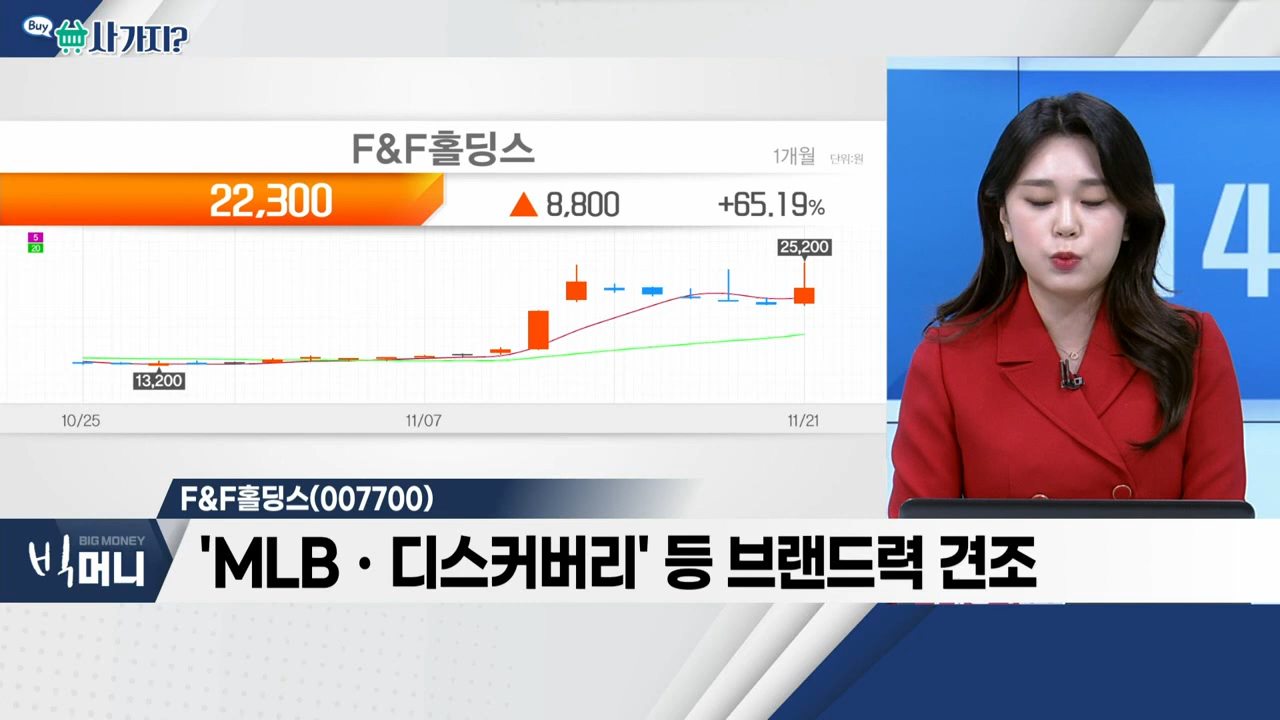 Buy
사가지?
F&F홀딩스
1개월 단위:원
22,300 ▲ 8,800 +65.19%
5
20
25,200
13,200
10/25 11/07 11/21
14
F&F홀딩스(007700)
BIG MONEY
빅머니
'MLB · 디스커버리' 등 브랜드력 견조